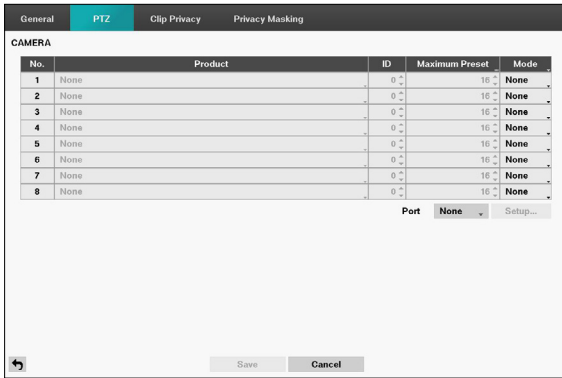 General PTZ Clip Privacy Privacy Masking
CAMERA
No. Product ID Maximum Preset Mode
1 None 0 16 None
2 None 0 16 None
3 None 0 16 None
4 None 0 16 None
5 None 0 16 None
6 None 0 16 None
7 None 0 16 None
8 None 0 16 None
Port None Setup...
Save Cancel